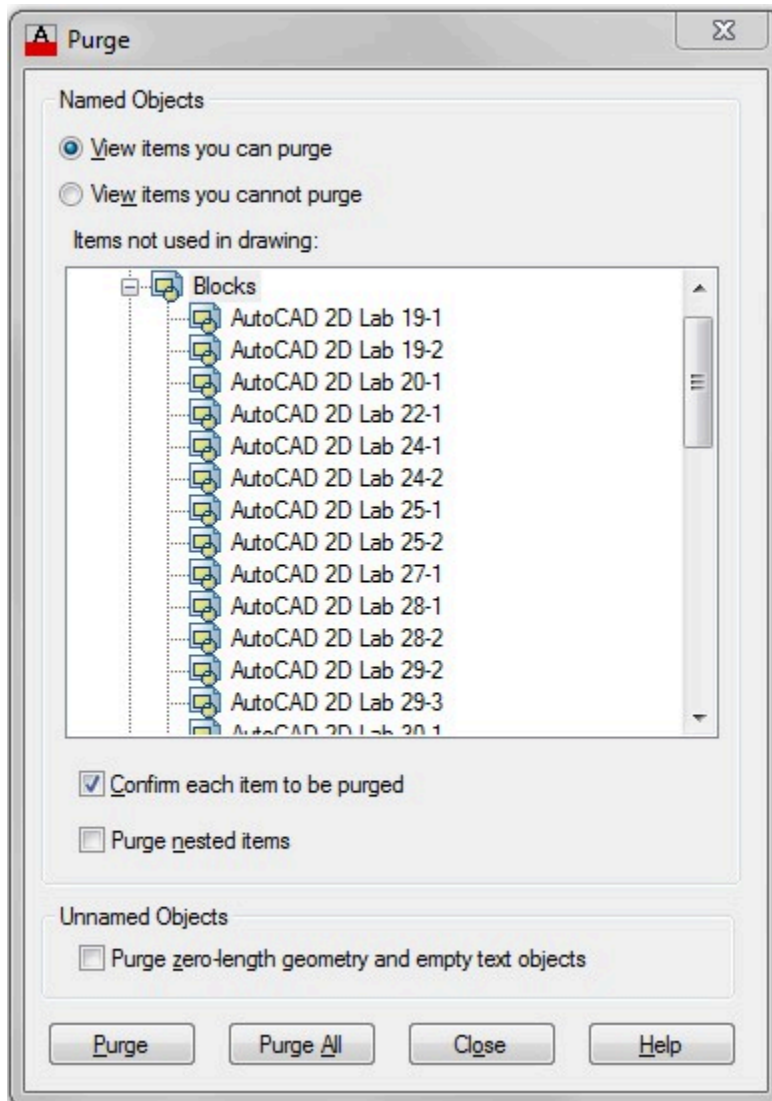 Purge
Named Objects
View items you can purge
View items you cannot purge
Items not used in drawing:
Blocks
AutoCAD 2D Lab 19-1
AutoCAD 2D Lab 19-2
AutoCAD 2D Lab 20-1
AutoCAD 2D Lab 22-1
AutoCAD 2D Lab 24-1
AutoCAD 2D Lab 24-2
AutoCAD 2D Lab 25-1
AutoCAD 2D Lab 25-2
AutoCAD 2D Lab 27-1
AutoCAD 2D Lab 28-1
AutoCAD 2D Lab 28-2
AutoCAD 2D Lab 29-2
AutoCAD 2D Lab 29-3
AutoCAD 2D Lab 30-1
Confirm each item to be purged
Purge nested items
Unnamed Objects
Purge zero-length geometry and empty text objects
Purge Purge All Close Help